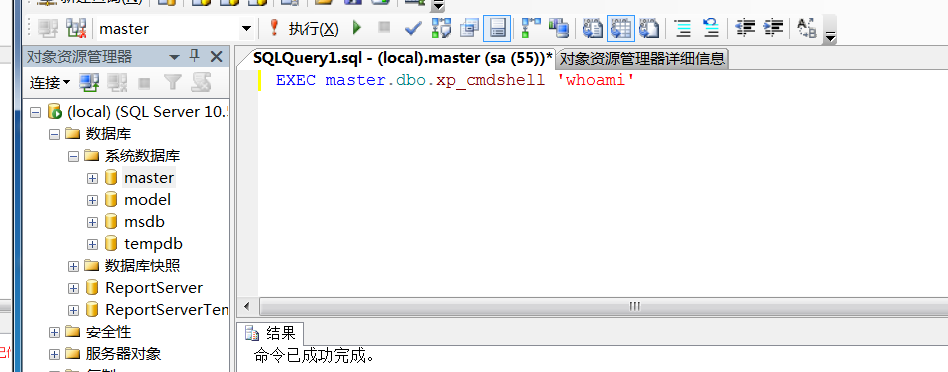 master
执行(X)
对象资源管理器
SQLQuery1.sql - (local).master (sa (55))*
对象资源管理器详细信息
连接
EXEC master.dbo.xp_cmdshell 'whoami'
(local) (SQL Server 10.5
数据库
系统数据库
master
model
msdb
tempdb
数据库快照
ReportServer
ReportServerTem
安全性
服务器对象
结果
命令已成功完成。